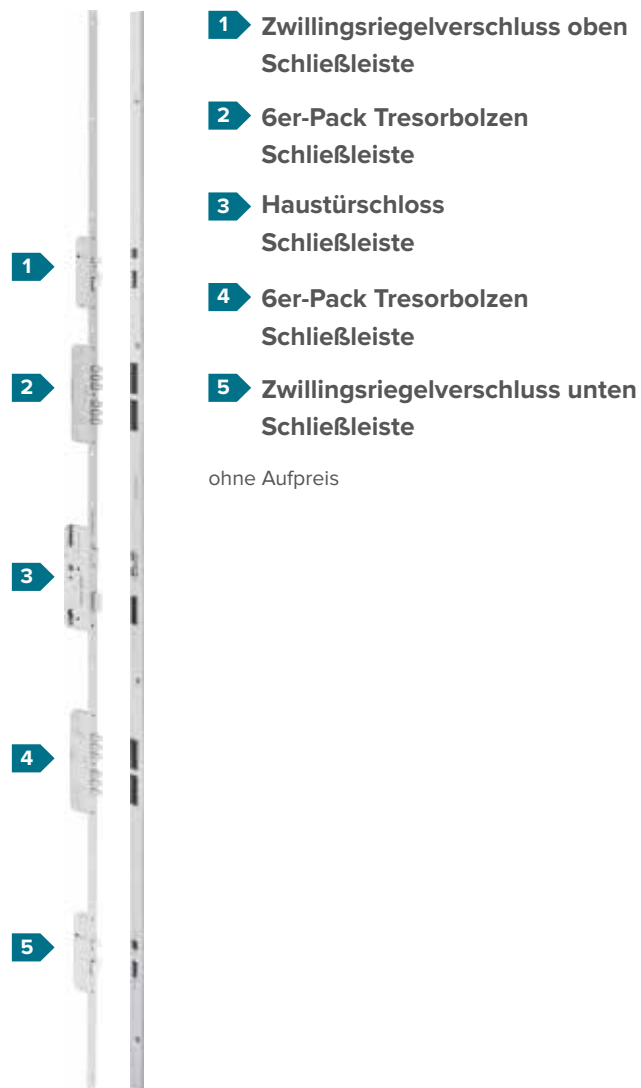 1 Zwillingsriegelverschluss oben
Schließleiste
2 6er-Pack Tresorbolzen
Schließleiste
3 Haustürschloss
Schließleiste
4 6er-Pack Tresorbolzen
Schließleiste
5 Zwillingsriegelverschluss unten
Schließleiste
ohne Aufpreis
1
2
3
4
5